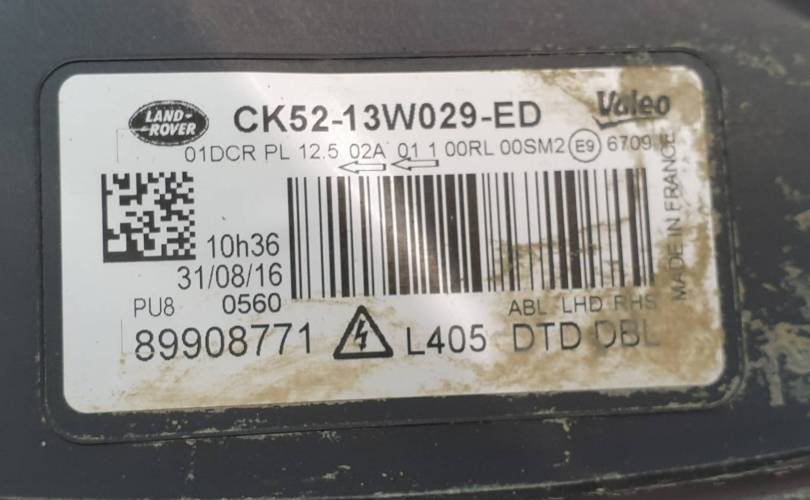 LAND-
ROVER
CK52-13W029-ED
Valeo
01DCR PL 12.5 02A 01 1 00RL 00SM2 E9 6709
MADE IN FRANCE
10h36
31/08/16
PU8 0560
ABL LHD RHS
89908771 L405 DTD DBL